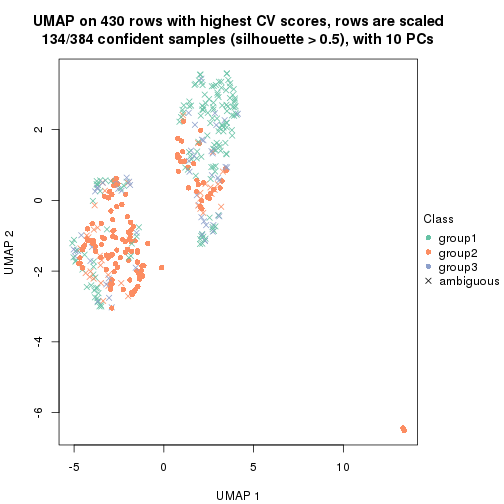 UMAP on 430 rows with highest CV scores, rows are scaled
134/384 confident samples (silhouette > 0.5), with 10 PCs
2
0
-2
-4
-6
UMAP 2
-5
0
5
10
UMAP 1
Class
group1
group2
group3
ambiguous